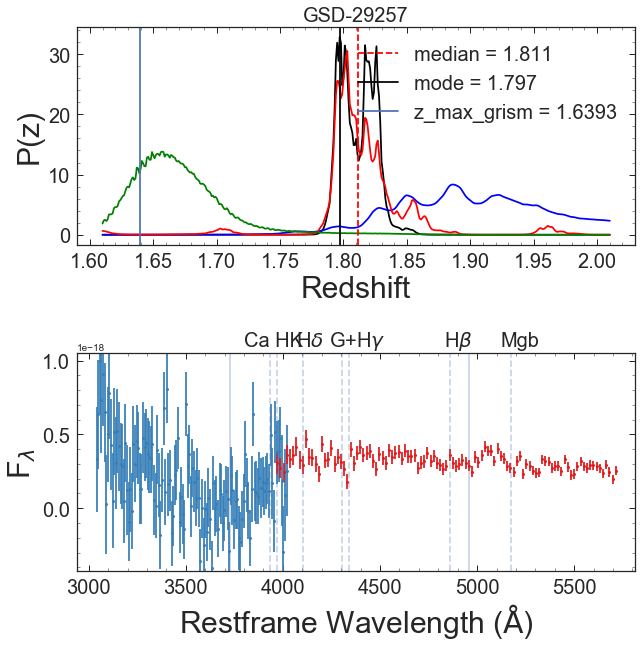 GSD-29257
median = 1.811
mode = 1.797
z_max_grism = 1.6393
P(z)
30
20
10
0
1.60 1.65 1.70 1.75 1.80 1.85 1.90 1.95 2.00
Redshift
Ca HK Hδ G+Hγ Hβ Mgb
1e−18
1.0
0.5
0.0
F_λ
3000 3500 4000 4500 5000 5500
Restframe Wavelength (Å)